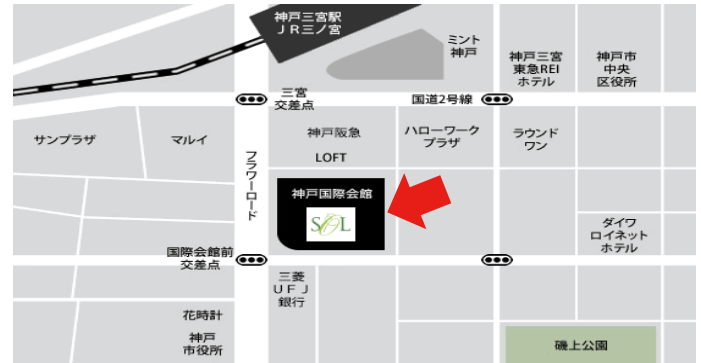 神戸三宮駅
JR三ノ宮
ミント
神戸
神戸三宮
東急REI
ホテル
神戸市
中央
区役所
三宮
交差点
国道2号線
サンプラザ
マルイ
神戸阪急
LOFT
ハローワーク
プラザ
ラウンド
ワン
フラワーロード
神戸国際会館
SOL
ダイワ
ロイネット
ホテル
国際会館前
交差点
三菱
UFJ
銀行
花時計
神戸
市役所
磯上公園